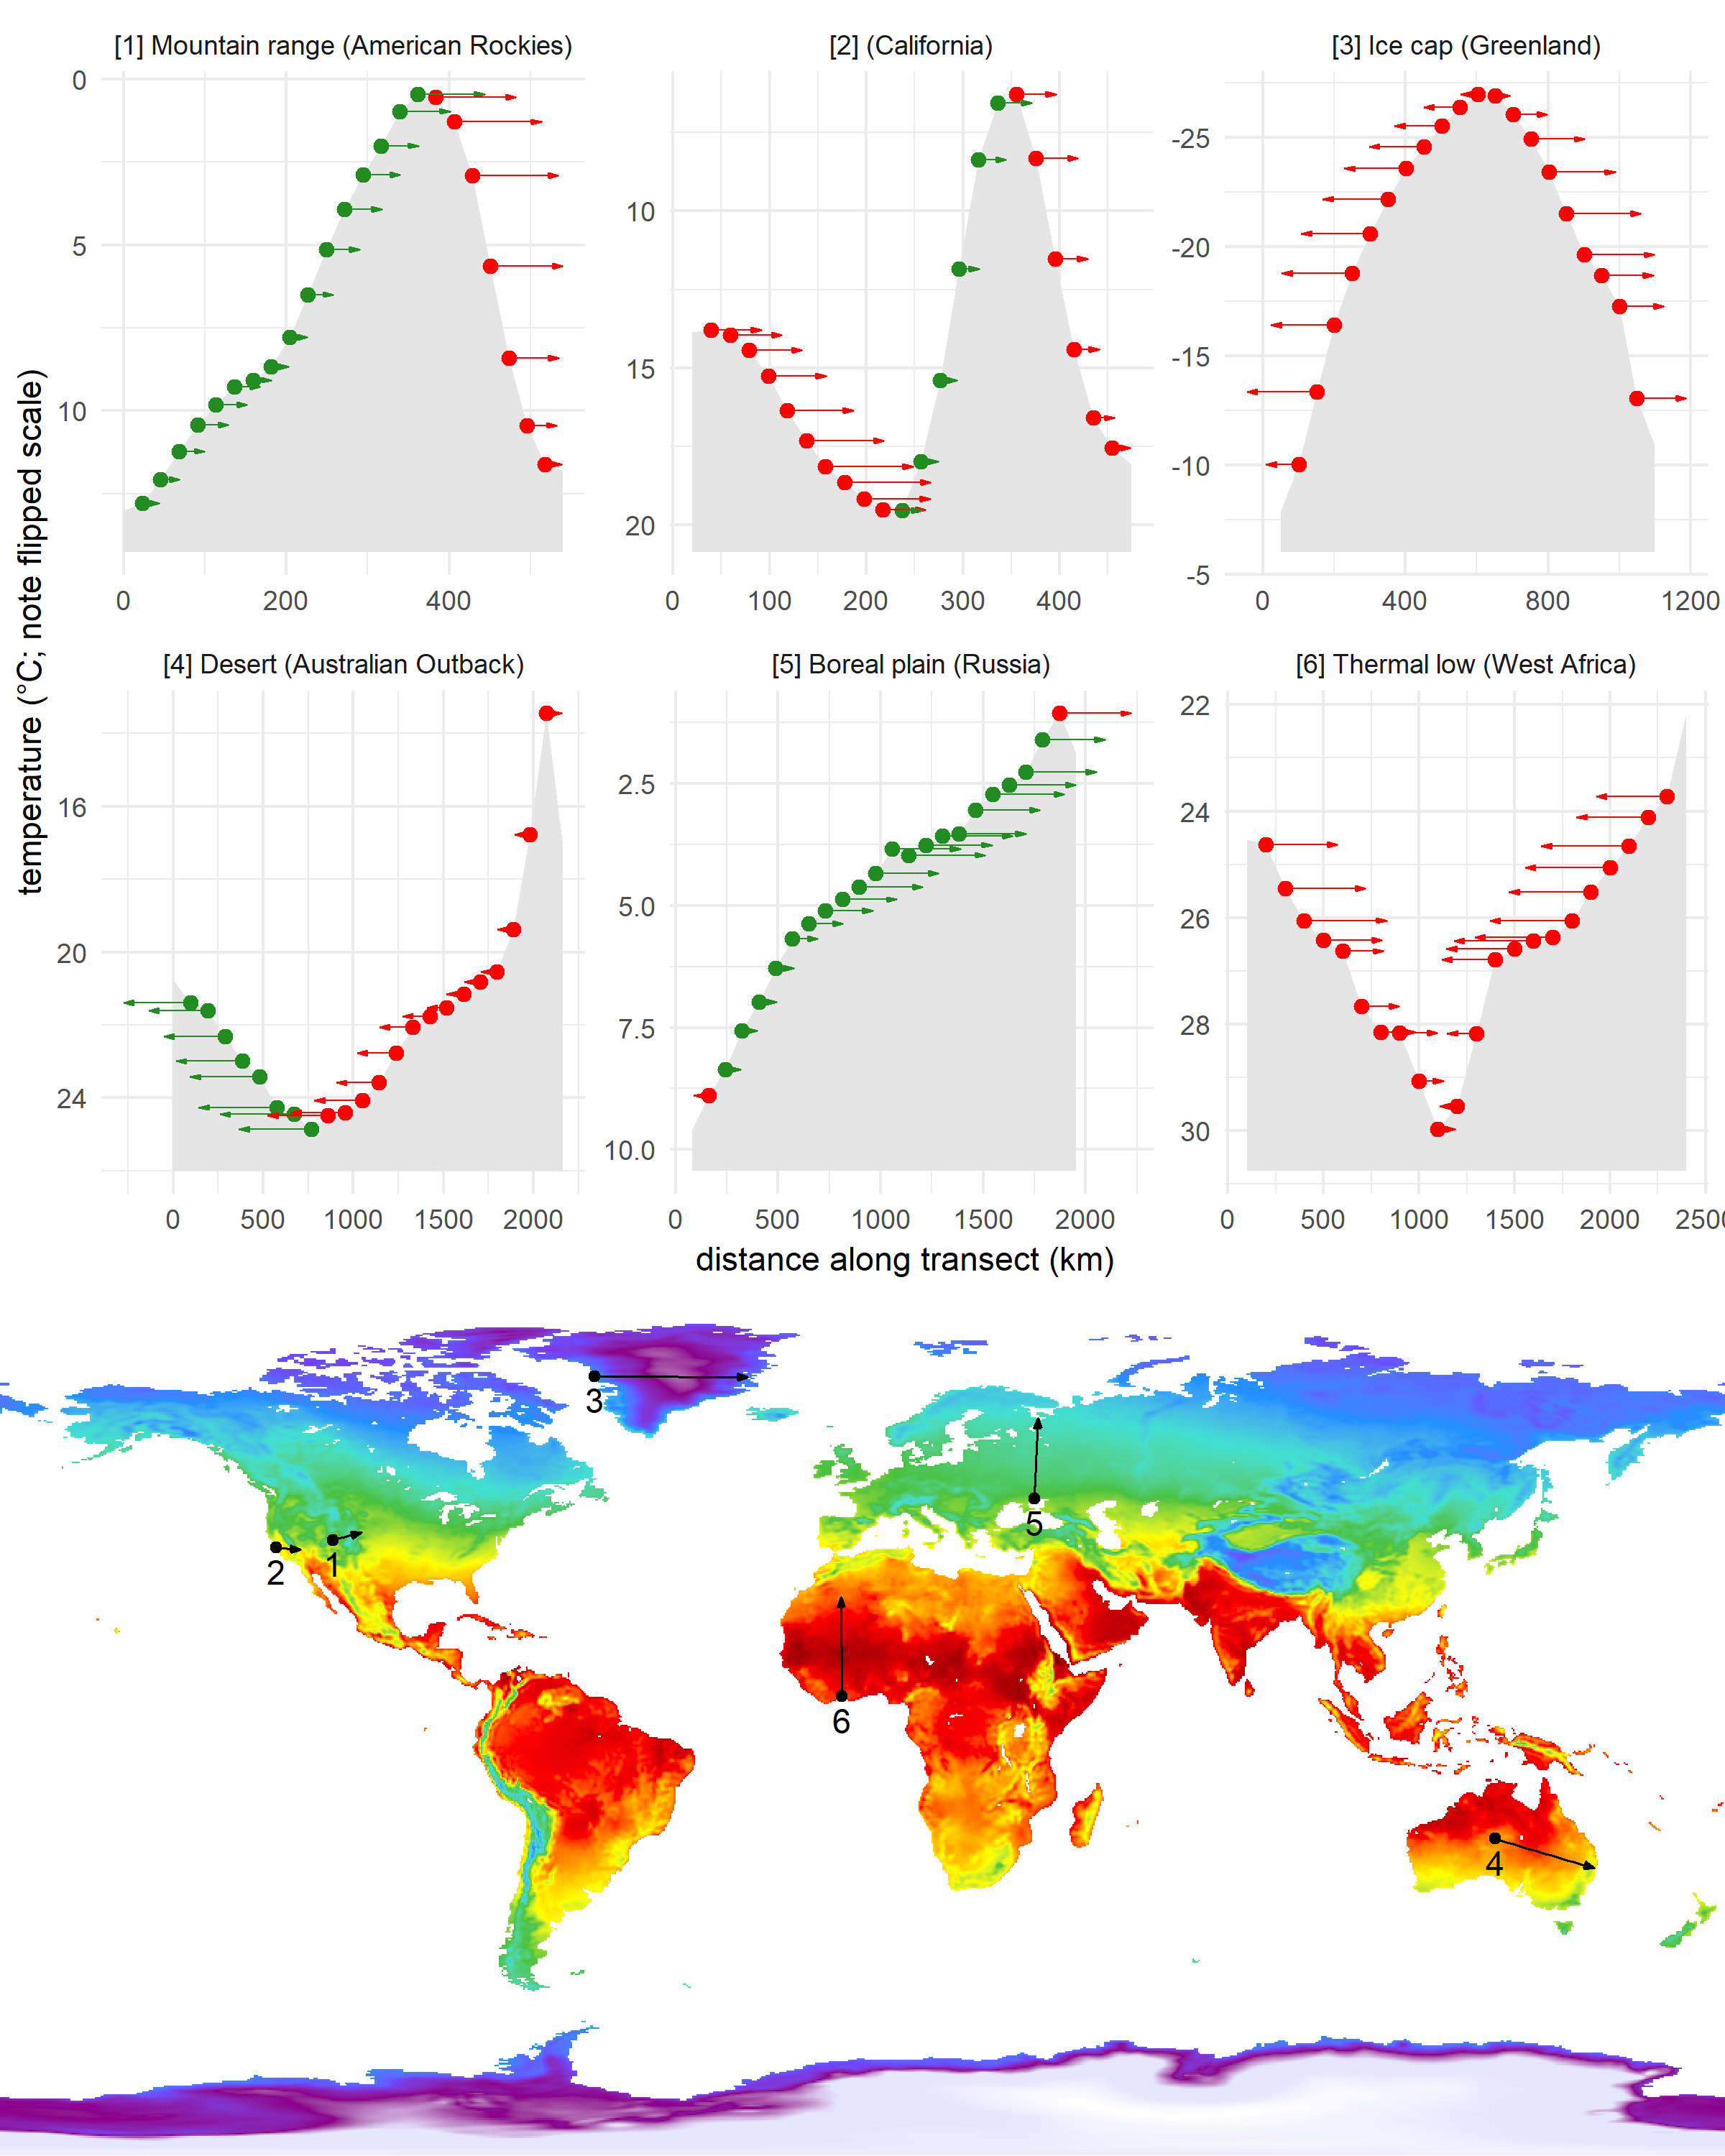 [1] Mountain range (American Rockies)
[2] (California)
[3] Ice cap (Greenland)
0
5
10
10
15
20
-25
-20
-15
-10
-5
0 200 400
0 100 200 300 400
0 400 800 1200
temperature (°C; note flipped scale)
[4] Desert (Australian Outback)
[5] Boreal plain (Russia)
[6] Thermal low (West Africa)
16
20
24
2.5
5.0
7.5
10.0
22
24
26
28
30
0 500 1000 1500 2000
0 500 1000 1500 2000
0 500 1000 1500 2000 2500
distance along transect (km)
3
5
2 1
6
4